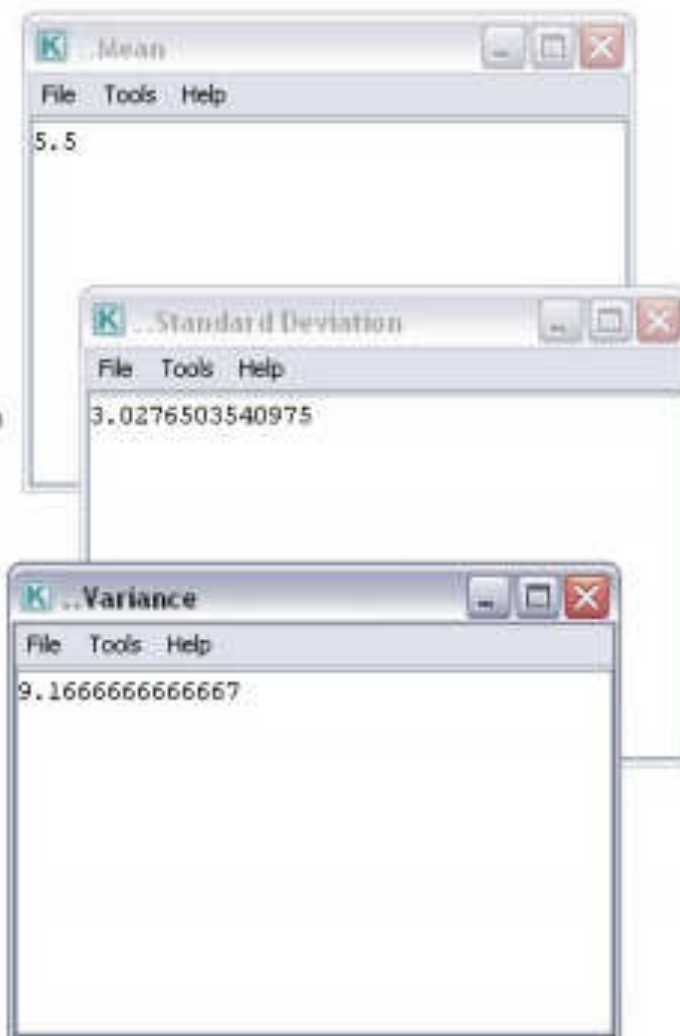 K ..Mean
File Tools Help
5.5
K ..Standard Deviation
File Tools Help
3.0276503540975
K ..Variance
File Tools Help
9.1666666666667